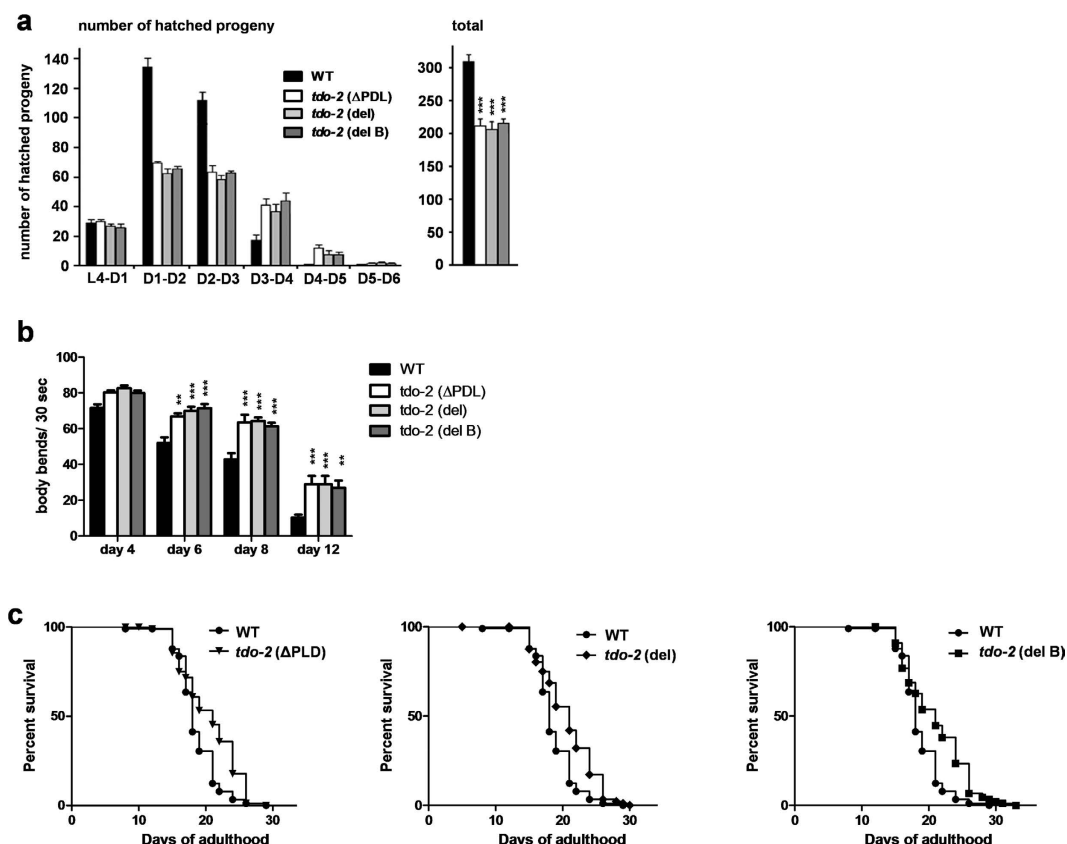 a
number of hatched progeny
total
number of hatched progeny
140
120
100
80
60
40
20
0
L4-D1
D1-D2
D2-D3
D3-D4
D4-D5
D5-D6
WT
tdo-2 (ΔPDL)
tdo-2 (del)
tdo-2 (del B)
300
250
200
150
100
50
0
***
***
***
b
body bends/ 30 sec
100
80
60
40
20
0
**
***
***
***
***
***
***
***
**
day 4
day 6
day 8
day 12
WT
tdo-2 (ΔPDL)
tdo-2 (del)
tdo-2 (del B)
c
Percent survival
100
50
0
0
10
20
30
Days of adulthood
WT
tdo-2 (ΔPLD)
Percent survival
100
50
0
0
10
20
30
Days of adulthood
WT
tdo-2 (del)
Percent survival
100
50
0
0
10
20
30
Days of adulthood
WT
tdo-2 (del B)